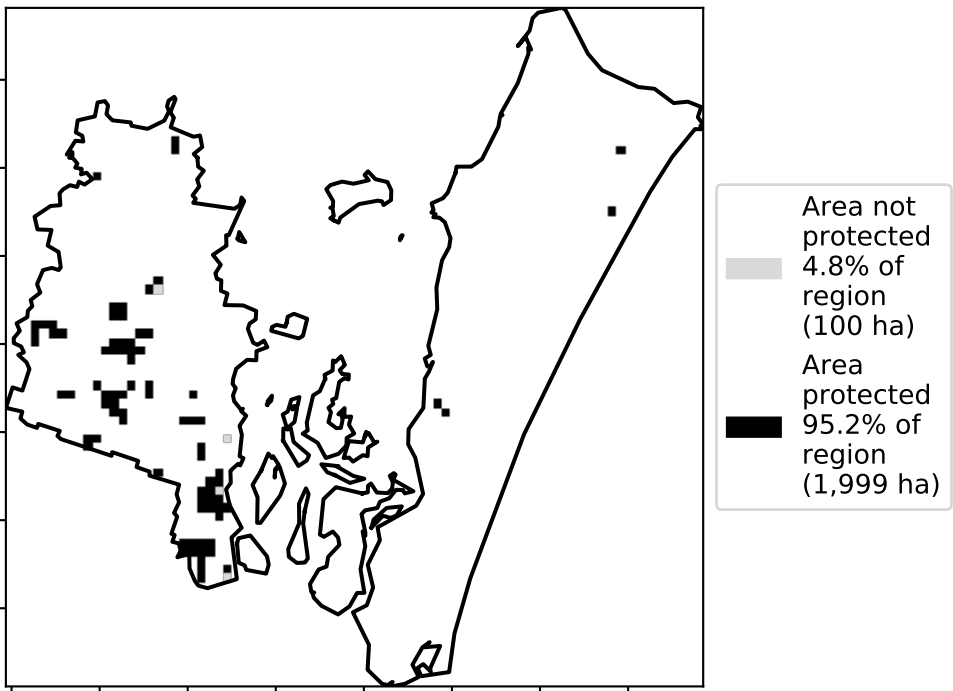 Area not
protected
4.8% of
region
(100 ha)
Area
protected
95.2% of
region
(1,999 ha)